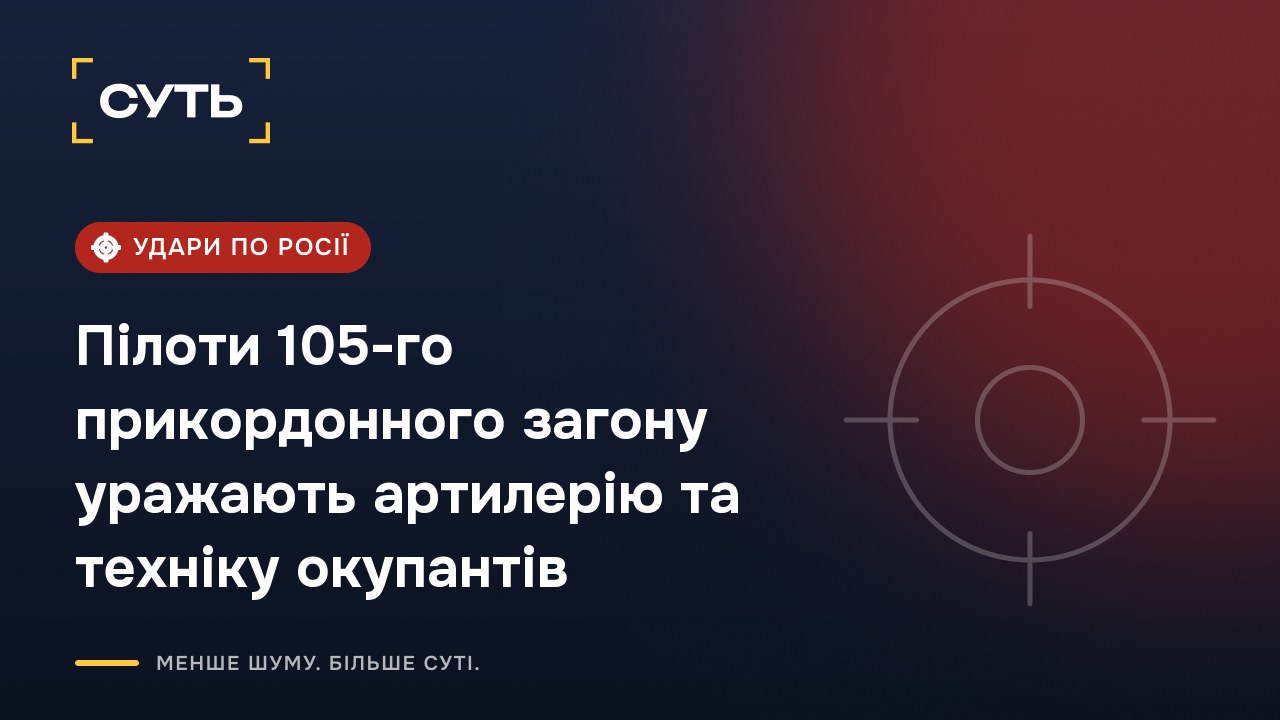 СУТЬ
УДАРИ ПО РОСІЇ
Пілоти 105-го
прикордонного загону
уражають артилерію та
техніку окупантів
МЕНШЕ ШУМУ. БІЛЬШЕ СУТІ.